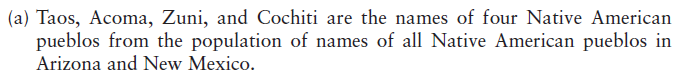 (a) Taos, Acoma, Zuni, and Cochiti are the names of four Native American
pueblos from the population of names of all Native American pueblos in
Arizona and New Mexico.